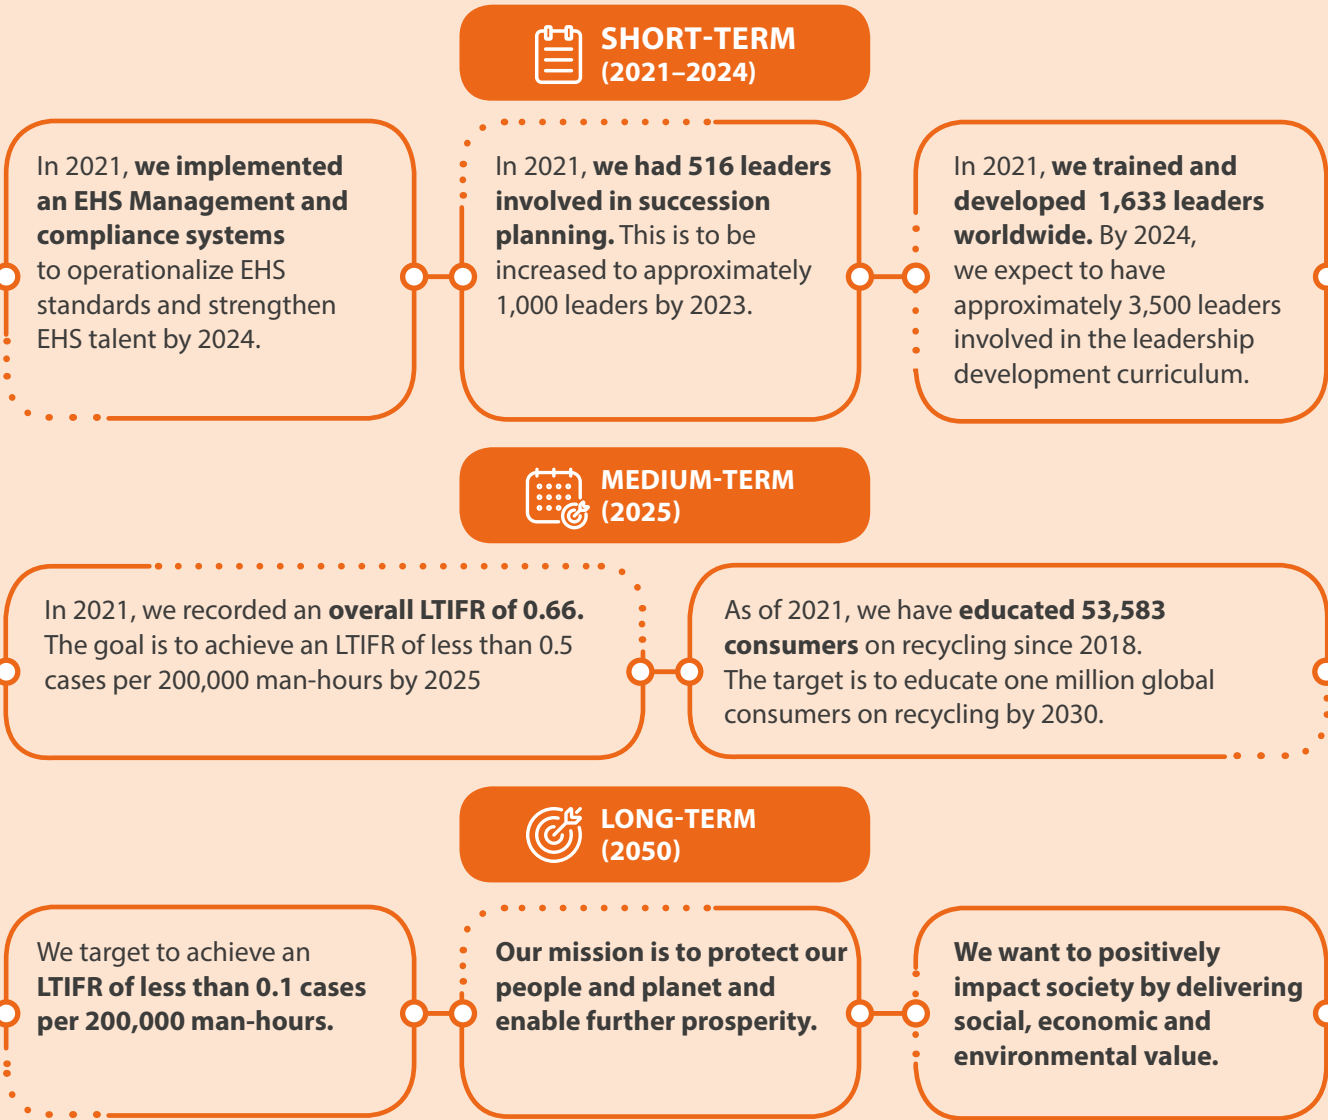 SHORT-TERM
(2021–2024)
In 2021, we implemented
an EHS Management and
compliance systems
to operationalize EHS
standards and strengthen
EHS talent by 2024.
In 2021, we had 516 leaders
involved in succession
planning. This is to be
increased to approximately
1,000 leaders by 2023.
In 2021, we trained and
developed 1,633 leaders
worldwide. By 2024,
we expect to have
approximately 3,500 leaders
involved in the leadership
development curriculum.
MEDIUM-TERM
(2025)
In 2021, we recorded an overall LTIFR of 0.66.
The goal is to achieve an LTIFR of less than 0.5
cases per 200,000 man-hours by 2025
As of 2021, we have educated 53,583
consumers on recycling since 2018.
The target is to educate one million global
consumers on recycling by 2030.
LONG-TERM
(2050)
We target to achieve an
LTIFR of less than 0.1 cases
per 200,000 man-hours.
Our mission is to protect our
people and planet and
enable further prosperity.
We want to positively
impact society by delivering
social, economic and
environmental value.